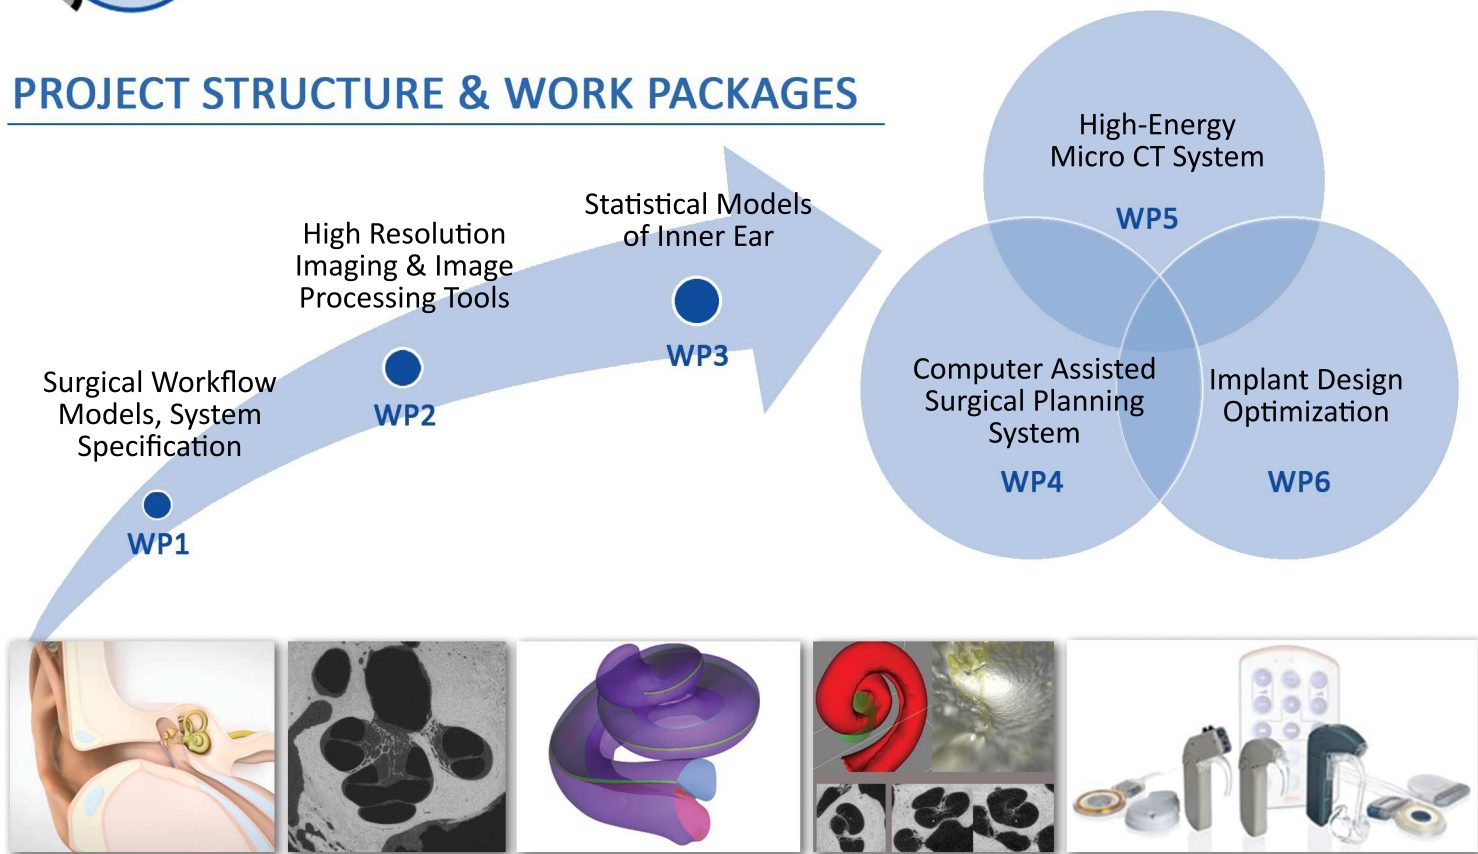 PROJECT STRUCTURE & WORK PACKAGES
Surgical Workflow
Models, System
Specification
WP1
High Resolution
Imaging & Image
Processing Tools
WP2
Statistical Models
of Inner Ear
WP3
High-Energy
Micro CT System
WP5
Computer Assisted
Surgical Planning
System
WP4
Implant Design
Optimization
WP6